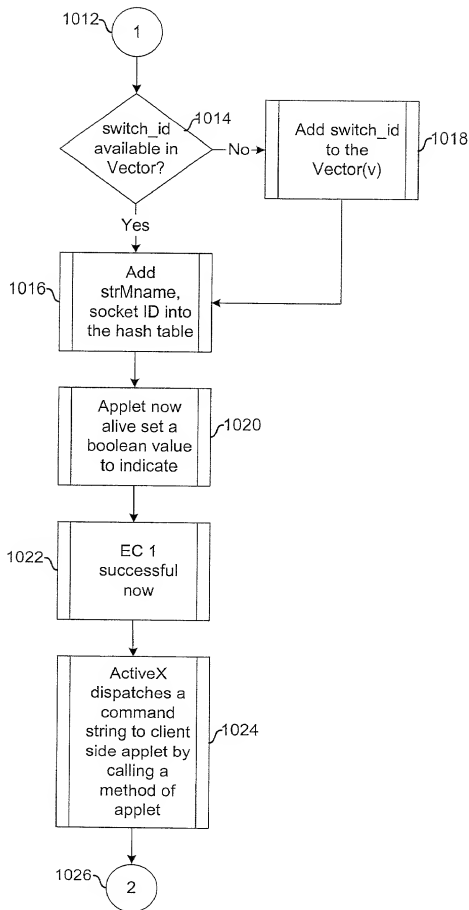 1012
1
switch_id
available in
Vector?
1014
No
Add switch_id
to the
Vector(v)
1018
Yes
1016
Add
strMname,
socket ID into
the hash table
Applet now
alive set a
boolean value
to indicate
1020
1022
EC 1
successful
now
ActiveX
dispatches a
command
string to client
side applet by
calling a
method of
applet
1024
1026
2